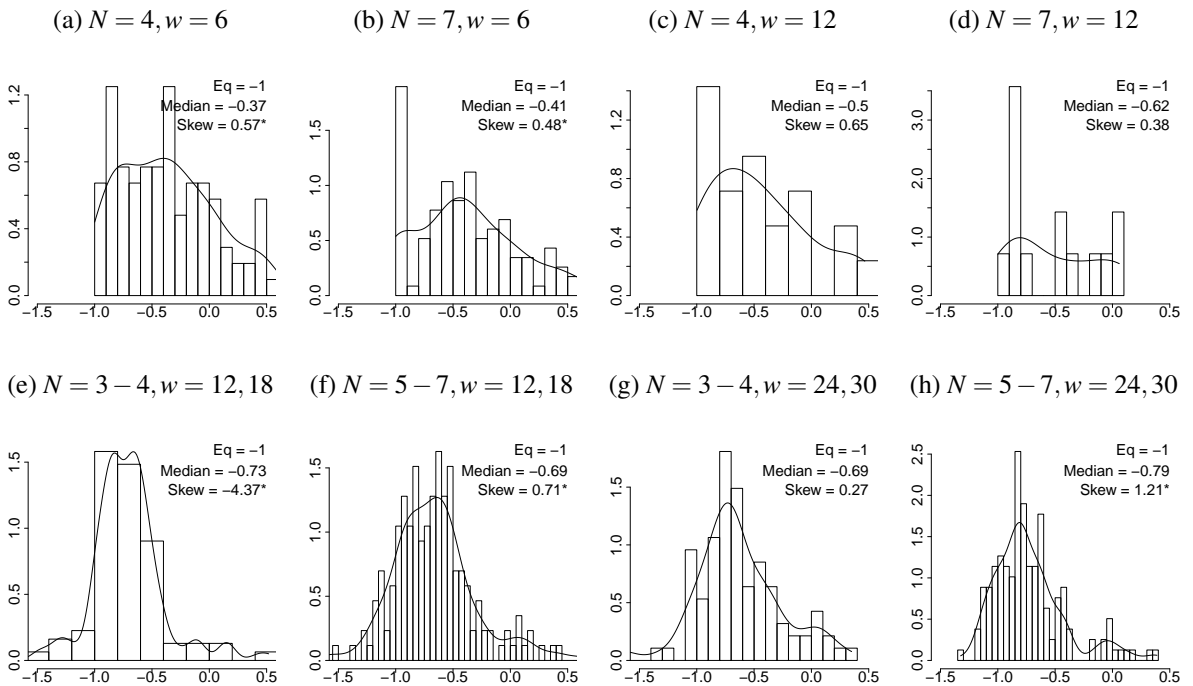 (a) N = 4, w = 6
Eq = −1
Median = −0.37
Skew = 0.57*
0.0 0.4 0.8 1.2
−1.5 −1.0 −0.5 0.0 0.5
(b) N = 7, w = 6
Eq = −1
Median = −0.41
Skew = 0.48*
0.0 0.5 1.0 1.5
−1.5 −1.0 −0.5 0.0 0.5
(c) N = 4, w = 12
Eq = −1
Median = −0.5
Skew = 0.65
0.0 0.4 0.8 1.2
−1.5 −1.0 −0.5 0.0 0.5
(d) N = 7, w = 12
Eq = −1
Median = −0.62
Skew = 0.38
0.0 1.0 2.0 3.0
−1.5 −1.0 −0.5 0.0 0.5
(e) N = 3 − 4, w = 12, 18
Eq = −1
Median = −0.73
Skew = −4.37*
0.0 0.5 1.0 1.5
−1.5 −1.0 −0.5 0.0 0.5
(f) N = 5 − 7, w = 12, 18
Eq = −1
Median = −0.69
Skew = 0.71*
0.0 0.5 1.0 1.5
−1.5 −1.0 −0.5 0.0 0.5
(g) N = 3 − 4, w = 24, 30
Eq = −1
Median = −0.69
Skew = 0.27
0.0 0.5 1.0 1.5
−1.5 −1.0 −0.5 0.0 0.5
(h) N = 5 − 7, w = 24, 30
Eq = −1
Median = −0.79
Skew = 1.21*
0.0 0.5 1.0 1.5 2.0 2.5
−1.5 −1.0 −0.5 0.0 0.5